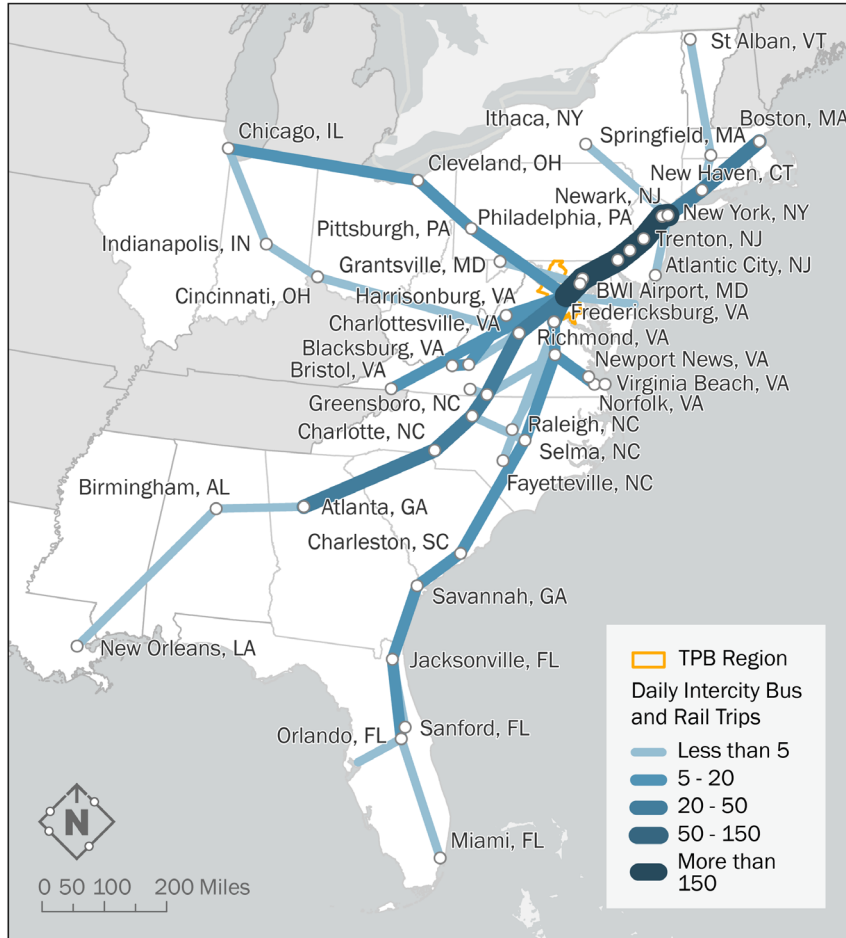 St Alban, VT
Ithaca, NY
Boston, MA
Chicago, IL
Springfield, MA
Cleveland, OH
New Haven, CT
Newark, NJ
Pittsburgh, PA
Philadelphia, PA
New York, NY
Indianapolis, IN
Trenton, NJ
Grantsville, MD
Atlantic City, NJ
Cincinnati, OH
Harrisonburg, VA
BWI Airport, MD
Charlottesville, VA
Fredericksburg, VA
Blacksburg, VA
Richmond, VA
Bristol, VA
Newport News, VA
Virginia Beach, VA
Greensboro, NC
Norfolk, VA
Charlotte, NC
Raleigh, NC
Selma, NC
Birmingham, AL
Fayetteville, NC
Atlanta, GA
Charleston, SC
Savannah, GA
New Orleans, LA
Jacksonville, FL
Orlando, FL
Sanford, FL
Miami, FL
TPB Region
Daily Intercity Bus
and Rail Trips
Less than 5
5 - 20
20 - 50
50 - 150
More than
150
N
0 50 100 200 Miles